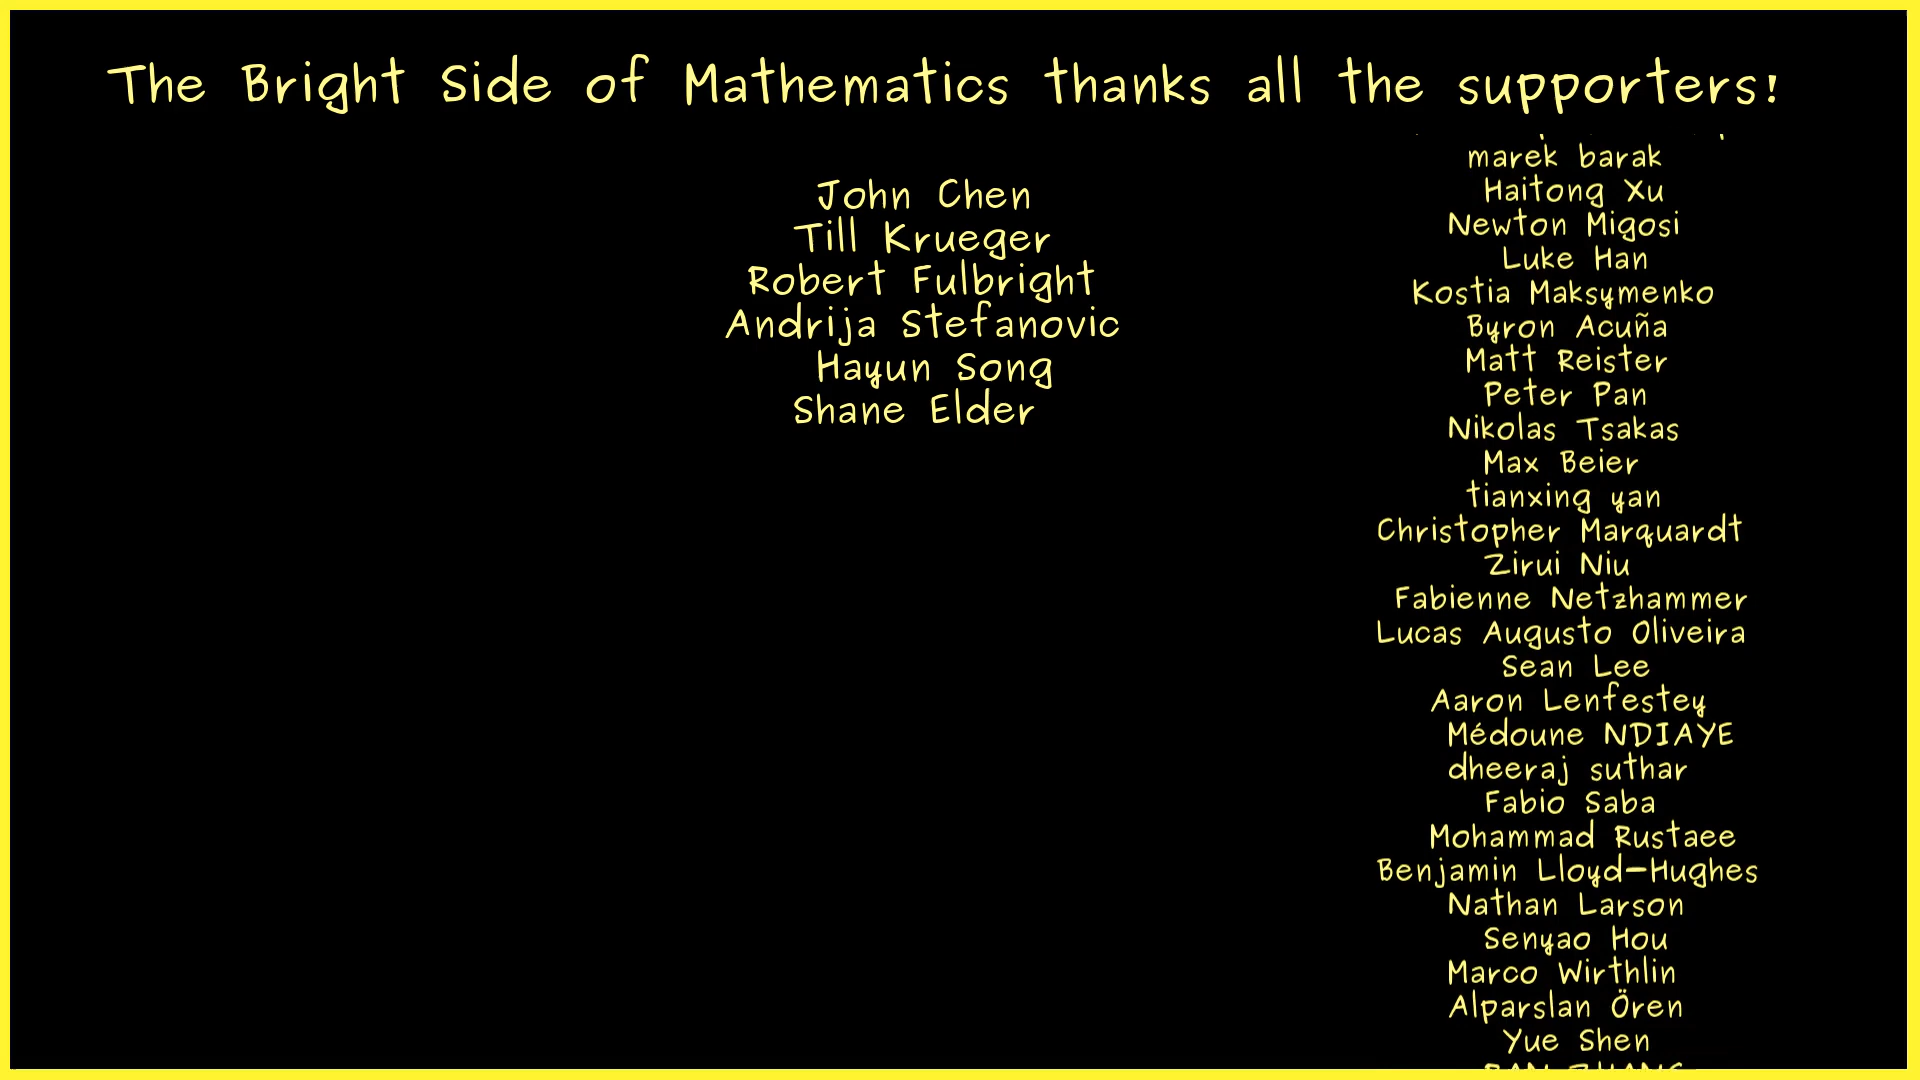 The Bright Side of Mathematics thanks all the supporters!
John Chen
Till Krueger
Robert Fulbright
Andrija Stefanovic
Hayun Song
Shane Elder
marek barak
Haitong Xu
Newton Migosi
Luke Han
Kostia Maksymenko
Byron Acuña
Matt Reister
Peter Pan
Nikolas Tsakas
Max Beier
tianxing yan
Christopher Marquardt
Zirui Niu
Fabienne Netzhammer
Lucas Augusto Oliveira
Sean Lee
Aaron Lenfestey
Médoune NDIAYE
dheeraj suthar
Fabio Saba
Mohammad Rustaee
Benjamin Lloyd-Hughes
Nathan Larson
Senyao Hou
Marco Wirthlin
Alparslan Ören
Yue Shen